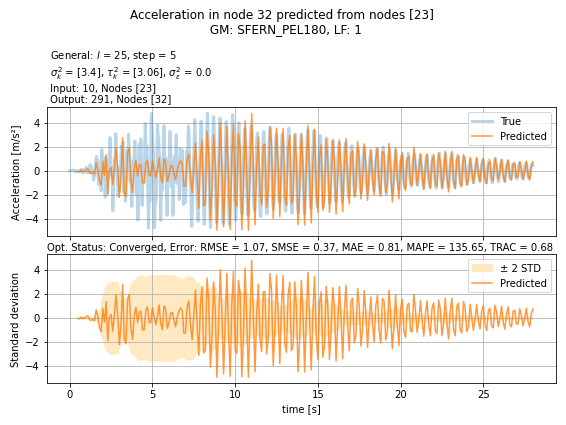 Acceleration in node 32 predicted from nodes [23]
GM: SFERN_PEL180, LF: 1
General: l = 25, step = 5
σ²ₖ = [3.4], τ²ₖ = [3.06], σ²ε = 0.0
Input: 10, Nodes [23]
Output: 291, Nodes [32]
Acceleration [m/s²]
4
2
0
−2
−4
True
Predicted
Opt. Status: Converged, Error: RMSE = 1.07, SMSE = 0.37, MAE = 0.81, MAPE = 135.65, TRAC = 0.68
Standard deviation
4
2
0
−2
−4
± 2 STD
Predicted
0 5 10 15 20 25
time [s]